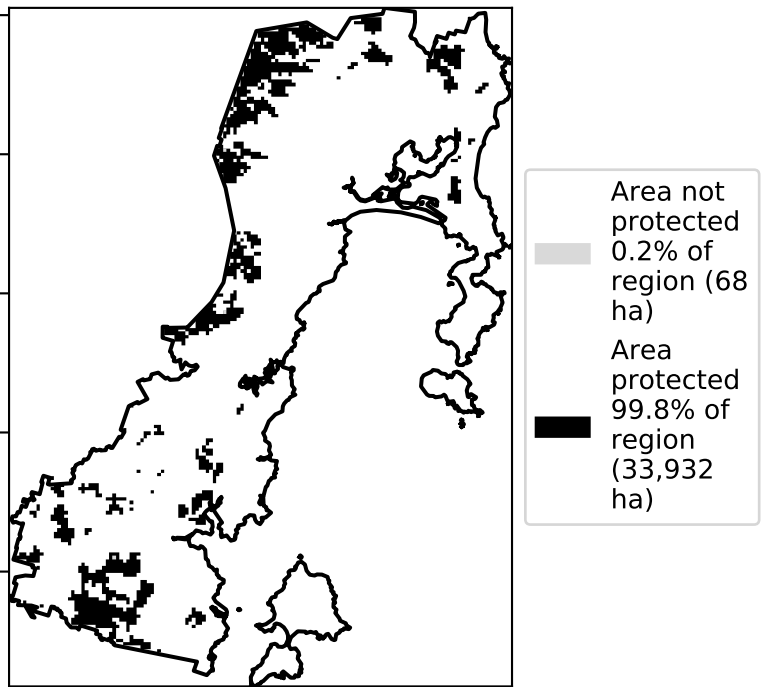 Area not
protected
0.2% of
region (68
ha)
Area
protected
99.8% of
region
(33,932
ha)